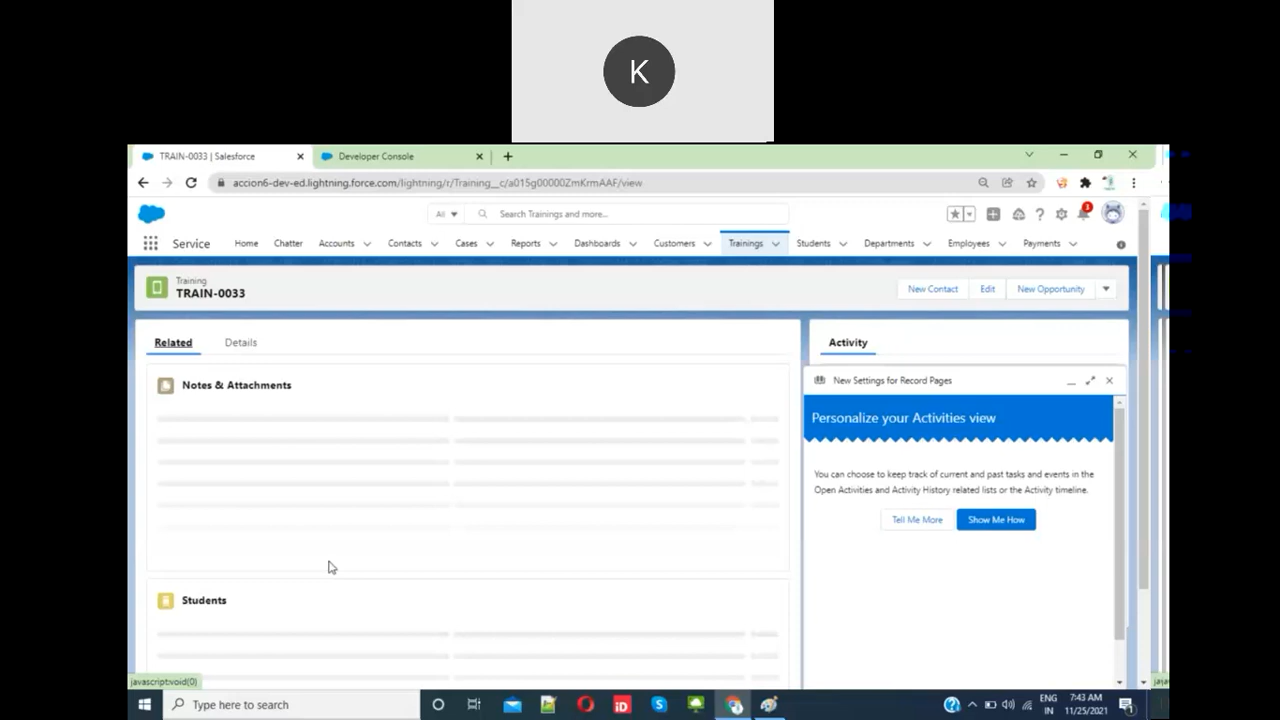 K
TRAIN-0033 | Salesforce
Developer Console
accion6-dev-ed.lightning.force.com/lightning/r/Training__c/a015g00000ZmKrmAAF/view
All
Search Trainings and more...
3
Service
Home
Chatter
Accounts
Contacts
Cases
Reports
Dashboards
Customers
Trainings
Students
Departments
Employees
Payments
Training
TRAIN-0033
New Contact
Edit
New Opportunity
Related
Details
Activity
Notes & Attachments
New Settings for Record Pages
Personalize your Activities view
You can choose to keep track of current and past tasks and events in the
Open Activities and Activity History related lists or the Activity timeline.
Tell Me More
Show Me How
Students
javascript:void(0)
Type here to search
iD
ENG
IN
7:43 AM
11/25/2021